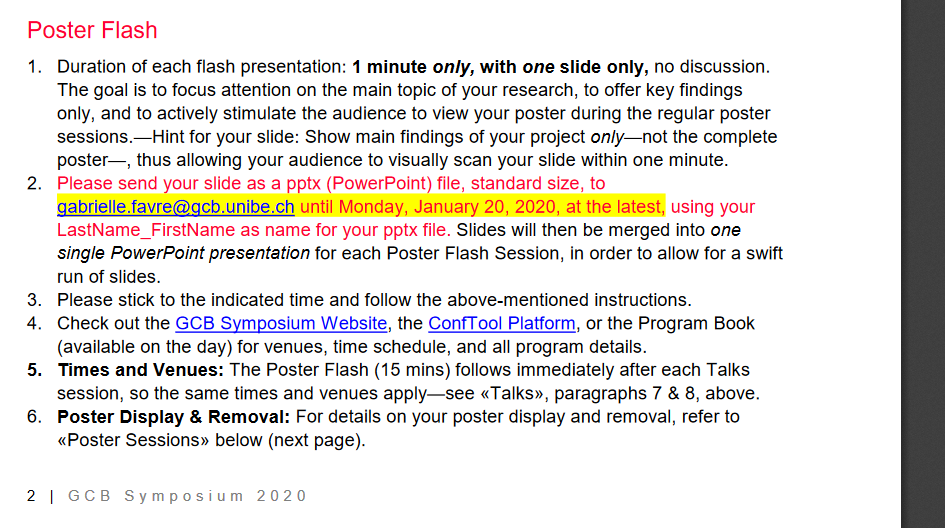 Poster Flash
1. Duration of each flash presentation: 1 minute only, with one slide only, no discussion.
The goal is to focus attention on the main topic of your research, to offer key findings
only, and to actively stimulate the audience to view your poster during the regular poster
sessions.—Hint for your slide: Show main findings of your project only—not the complete
poster—, thus allowing your audience to visually scan your slide within one minute.
2. Please send your slide as a pptx (PowerPoint) file, standard size, to
gabrielle.favre@gcb.unibe.ch until Monday, January 20, 2020, at the latest, using your
LastName_FirstName as name for your pptx file. Slides will then be merged into one
single PowerPoint presentation for each Poster Flash Session, in order to allow for a swift
run of slides.
3. Please stick to the indicated time and follow the above-mentioned instructions.
4. Check out the GCB Symposium Website, the ConfTool Platform, or the Program Book
(available on the day) for venues, time schedule, and all program details.
5. Times and Venues: The Poster Flash (15 mins) follows immediately after each Talks
session, so the same times and venues apply—see «Talks», paragraphs 7 & 8, above.
6. Poster Display & Removal: For details on your poster display and removal, refer to
«Poster Sessions» below (next page).
2 | GCB Symposium 2020